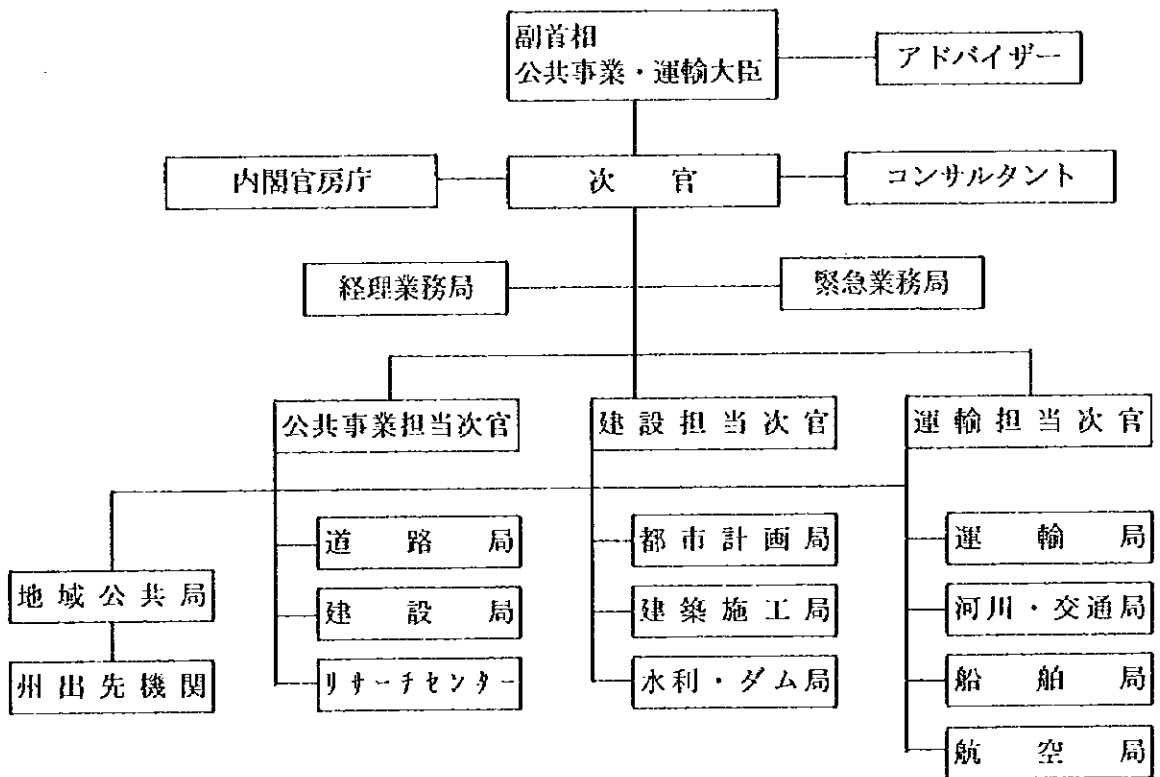 副首相
公共事業・運輸大臣
アドバイザー
内閣官房庁
次官
コンサルタント
経理業務局
緊急業務局
公共事業担当次官
建設担当次官
運輸担当次官
道路局
都市計画局
運輸局
地域公共局
建設局
建築施工局
河川・交通局
州出先機関
リサーチセンター
水利・ダム局
船舶局
航空局